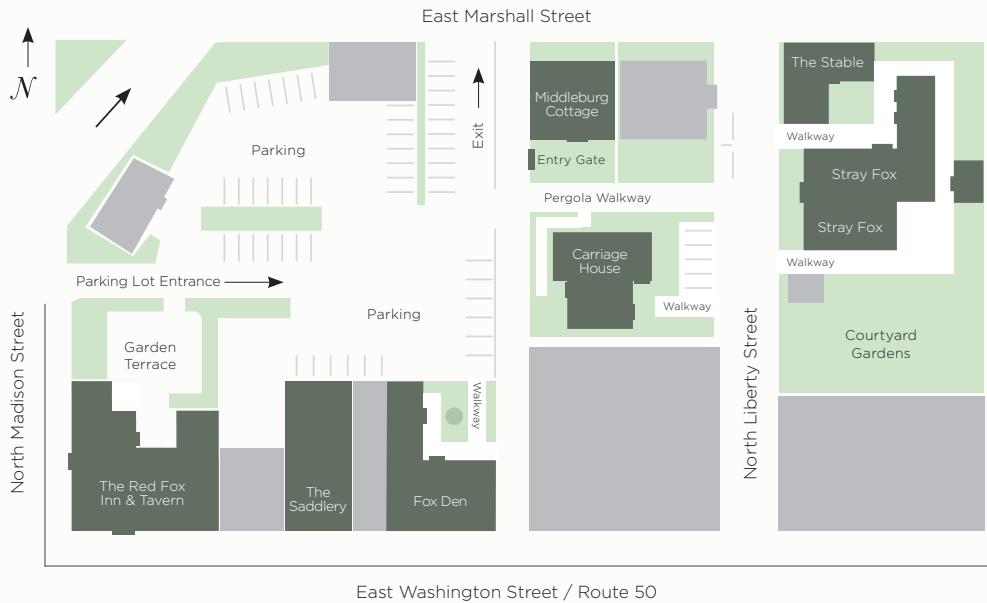 East Marshall Street
N
The Stable
Middleburg
Cottage
Exit
Walkway
Parking
Entry Gate
Stray Fox
Pergola Walkway
Stray Fox
Carriage
House
Walkway
Parking Lot Entrance
Walkway
Parking
North Madison Street
Garden
Terrace
North Liberty Street
Courtyard
Gardens
Walkway
The Red Fox
Inn & Tavern
The
Saddlery
Fox Den
East Washington Street / Route 50